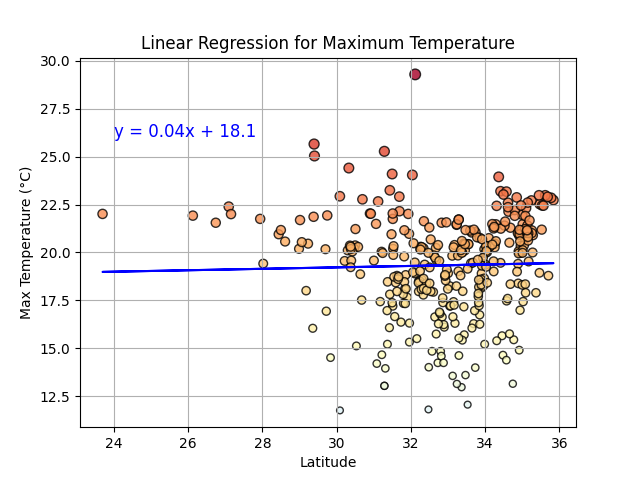 Linear Regression for Maximum Temperature
30.0
27.5
25.0
22.5
20.0
17.5
15.0
12.5
Max Temperature (°C)
y = 0.04x + 18.1
24 26 28 30 32 34 36
Latitude